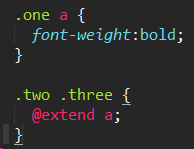 .one a {
font-weight:bold;
}
.two .three {
@extend a;
}